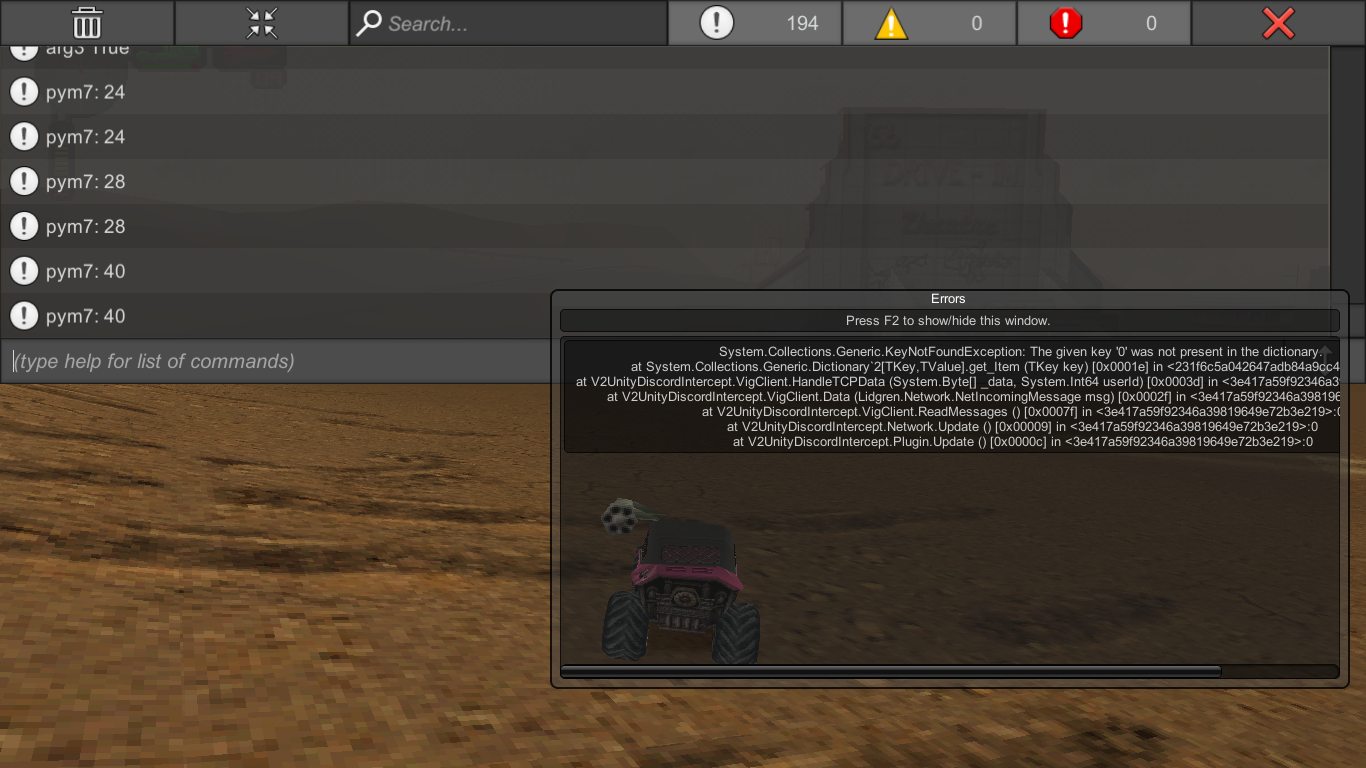 Search...
194
0
0
arg3 True
pym7: 24
pym7: 24
pym7: 28
pym7: 28
pym7: 40
pym7: 40
(type help for list of commands)
DRIVE-IN
Errors
Press F2 to show/hide this window.
System.Collections.Generic.KeyNotFoundException: The given key '0' was not present in the dictionary.
at System.Collections.Generic.Dictionary`2[TKey,TValue].get_Item (TKey key) [0x0001e] in <231f6c5a042647adb84a9cc4
at V2UnityDiscordIntercept.VigClient.HandleTCPData (System.Byte[] _data, System.Int64 userId) [0x0003d] in <3e417a59f92346a3
at V2UnityDiscordIntercept.VigClient.Data (Lidgren.Network.NetIncomingMessage msg) [0x0002f] in <3e417a59f92346a398196
at V2UnityDiscordIntercept.VigClient.ReadMessages () [0x0007f] in <3e417a59f92346a39819649e72b3e219>:0
at V2UnityDiscordIntercept.Network.Update () [0x00009] in <3e417a59f92346a39819649e72b3e219>:0
at V2UnityDiscordIntercept.Plugin.Update () [0x0000c] in <3e417a59f92346a39819649e72b3e219>:0